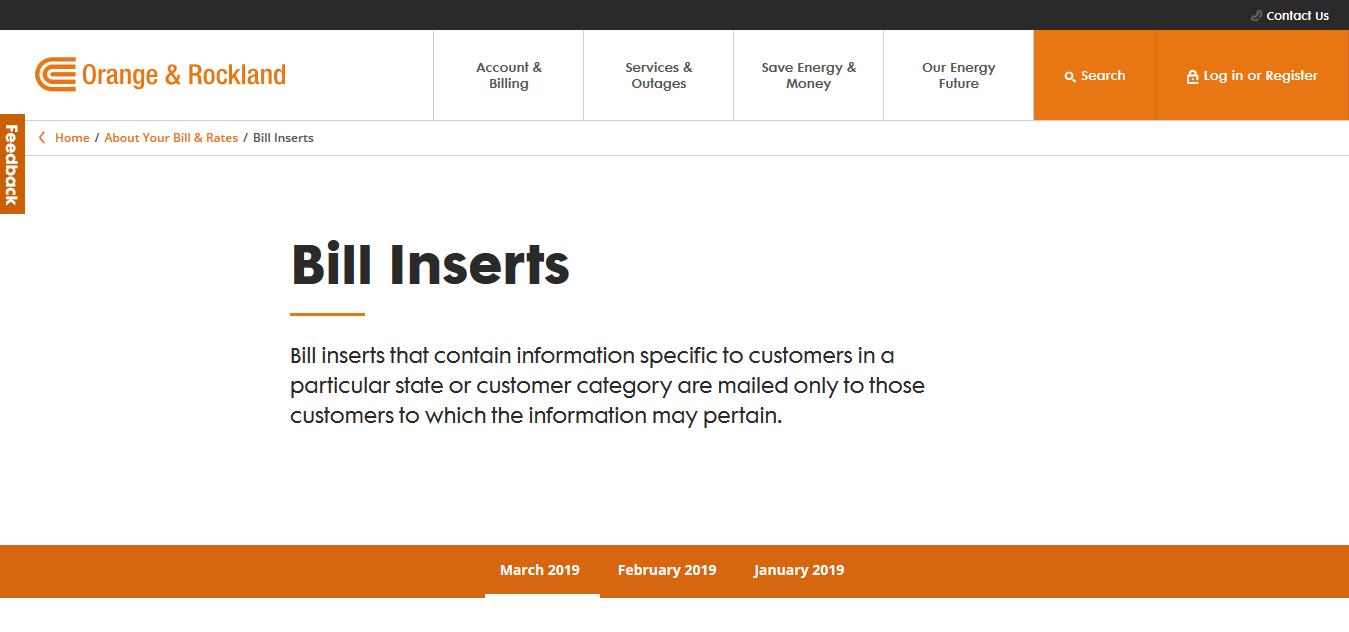 Contact Us
Orange & Rockland
Account &
Billing
Services &
Outages
Save Energy &
Money
Our Energy
Future
Search
Log in or Register
Feedback
Home / About Your Bill & Rates / Bill Inserts
Bill Inserts
Bill inserts that contain information specific to customers in a
particular state or customer category are mailed only to those
customers to which the information may pertain.
March 2019 February 2019 January 2019